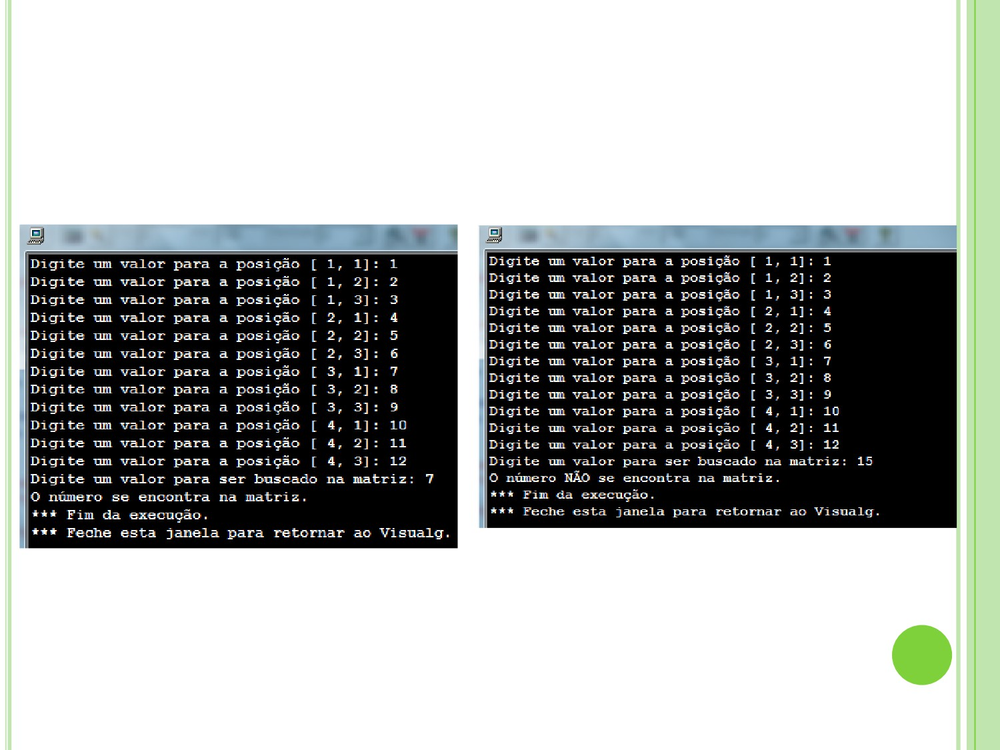 Digite um valor para a posição [ 1, 1]: 1
Digite um valor para a posição [ 1, 2]: 2
Digite um valor para a posição [ 1, 3]: 3
Digite um valor para a posição [ 2, 1]: 4
Digite um valor para a posição [ 2, 2]: 5
Digite um valor para a posição [ 2, 3]: 6
Digite um valor para a posição [ 3, 1]: 7
Digite um valor para a posição [ 3, 2]: 8
Digite um valor para a posição [ 3, 3]: 9
Digite um valor para a posição [ 4, 1]: 10
Digite um valor para a posição [ 4, 2]: 11
Digite um valor para a posição [ 4, 3]: 12
Digite um valor para ser buscado na matriz: 7
O número se encontra na matriz.
*** Fim da execução.
*** Feche esta janela para retornar ao Visualg.
Digite um valor para a posição [ 1, 1]: 1
Digite um valor para a posição [ 1, 2]: 2
Digite um valor para a posição [ 1, 3]: 3
Digite um valor para a posição [ 2, 1]: 4
Digite um valor para a posição [ 2, 2]: 5
Digite um valor para a posição [ 2, 3]: 6
Digite um valor para a posição [ 3, 1]: 7
Digite um valor para a posição [ 3, 2]: 8
Digite um valor para a posição [ 3, 3]: 9
Digite um valor para a posição [ 4, 1]: 10
Digite um valor para a posição [ 4, 2]: 11
Digite um valor para a posição [ 4, 3]: 12
Digite um valor para ser buscado na matriz: 15
O número NÃO se encontra na matriz.
*** Fim da execução.
*** Feche esta janela para retornar ao Visualg.